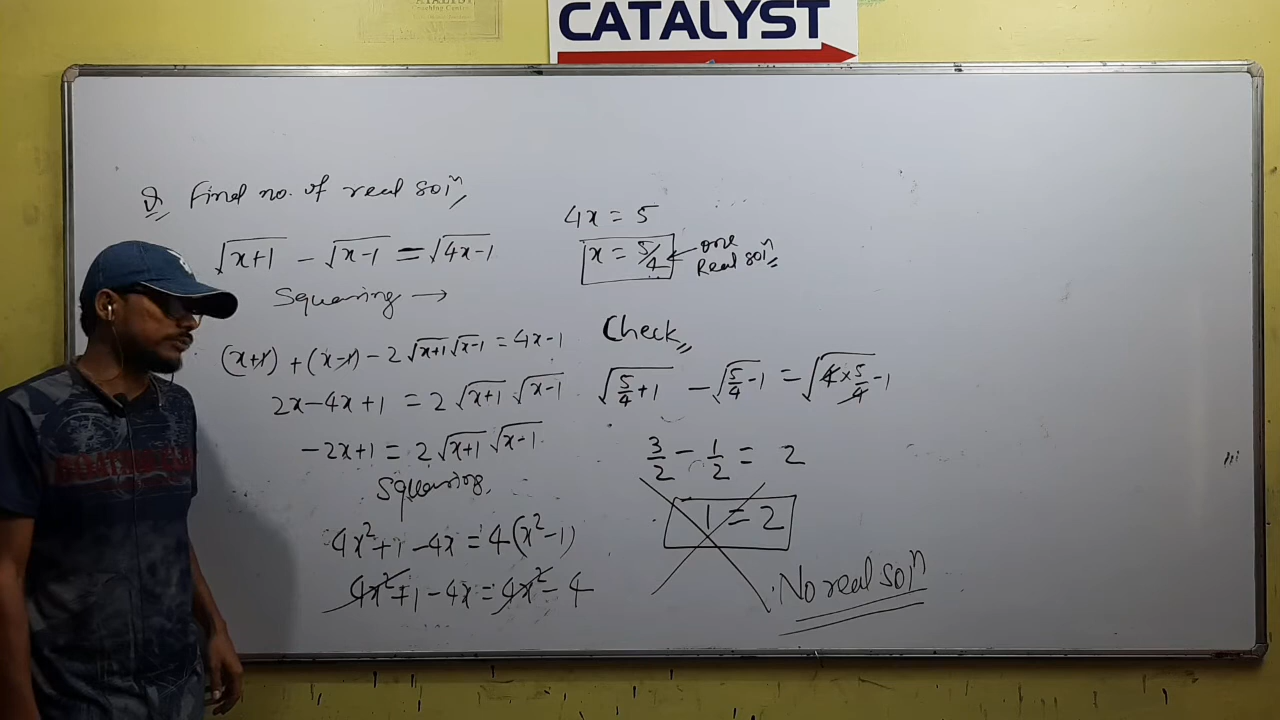 CATALYST
Coaching Centre
CATALYST
Q. Find no. of real solⁿ
√(x+1) - √(x-1) = √(4x-1)
Squaring →
(x+1) + (x-1) - 2√(x+1)√(x-1) = 4x-1
2x-4x+1 = 2√(x+1)√(x-1)
-2x+1 = 2√(x+1)√(x-1)
Squaring
4x²+1-4x = 4(x²-1)
4x²+1-4x = 4x²-4
4x = 5
x = 5/4 ← one
Real solⁿ
Check
√(5/4+1) - √(5/4-1) = √(4×5/4-1)
3/2 - 1/2 = 2
1 = 2
No real solⁿ